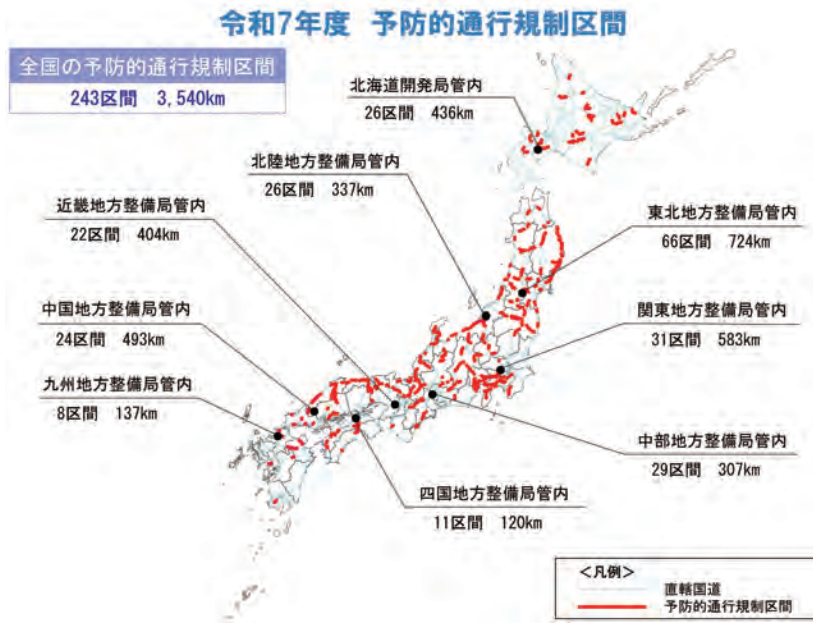 令和7年度 予防的通行規制区間
全国の予防的通行規制区間
243区間 3,540km
北海道開発局管内
26区間 436km
北陸地方整備局管内
26区間 337km
近畿地方整備局管内
22区間 404km
東北地方整備局管内
66区間 724km
中国地方整備局管内
24区間 493km
関東地方整備局管内
31区間 583km
九州地方整備局管内
8区間 137km
中部地方整備局管内
29区間 307km
四国地方整備局管内
11区間 120km
<凡例>
直轄国道
予防的通行規制区間